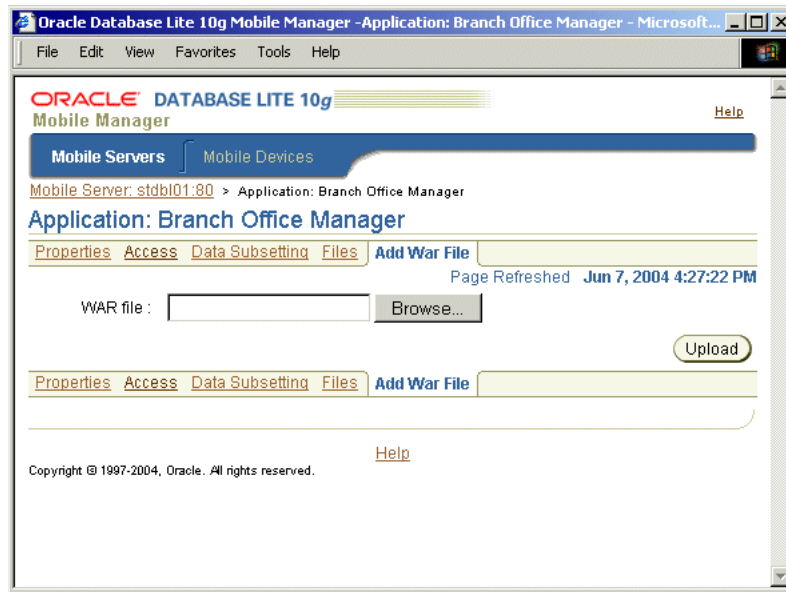 Oracle Database Lite 10g Mobile Manager -Application: Branch Office Manager - Microsoft...
File Edit View Favorites Tools Help
ORACLE DATABASE LITE 10g
Mobile Manager
Help
Mobile Servers Mobile Devices
Mobile Server: stdbl01:80 > Application: Branch Office Manager
Application: Branch Office Manager
Properties Access Data Subsetting Files Add War File
Page Refreshed Jun 7, 2004 4:27:22 PM
WAR file : Browse...
Upload
Properties Access Data Subsetting Files Add War File
Help
Copyright © 1997-2004, Oracle. All rights reserved.